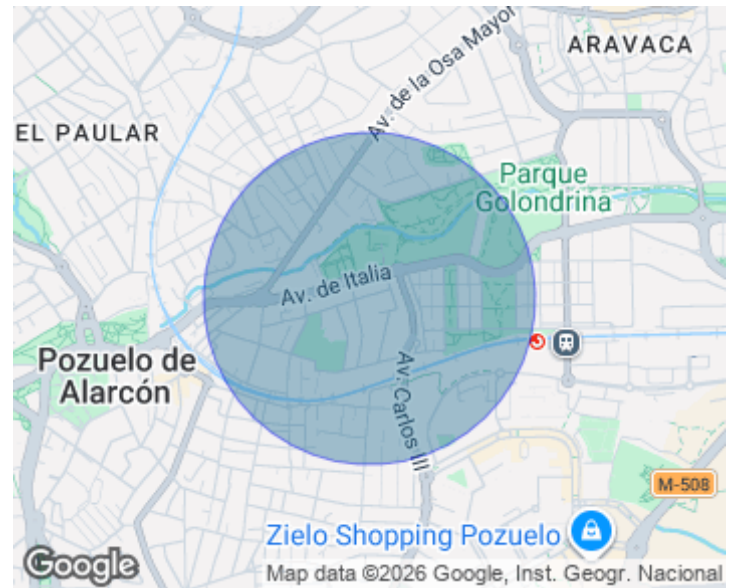 ARAVACA
Av. de la Osa Mayor
EL PAULAR
Parque
Golondrina
Av. de Italia
Pozuelo de
Alarcón
Av. Carlos III
M-508
Zielo Shopping Pozuelo
Google
Map data ©2026 Google, Inst. Geogr. Nacional